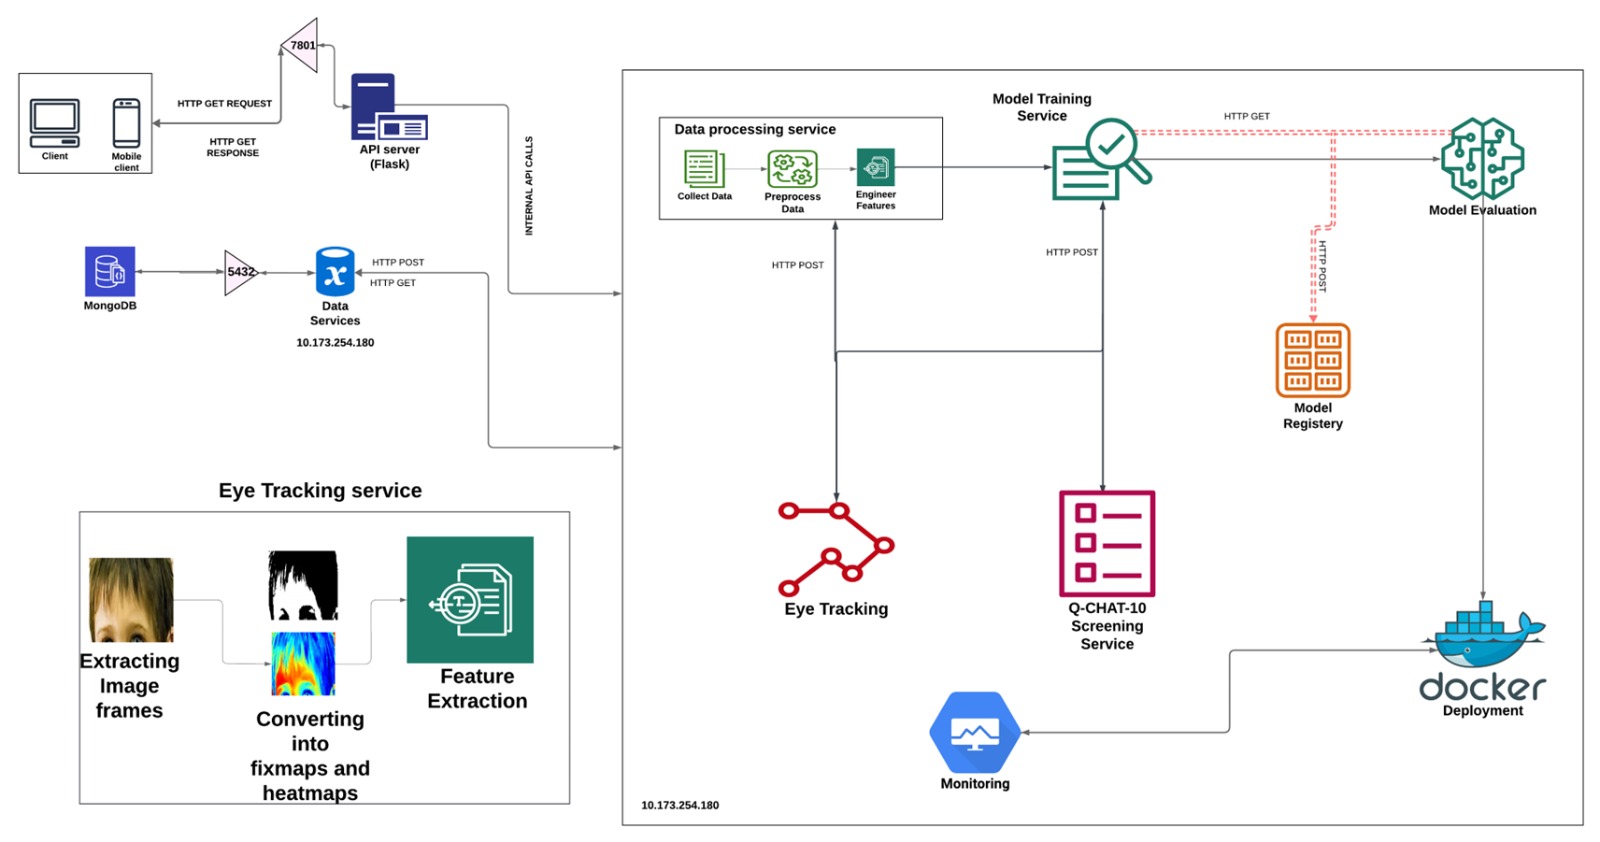 7801
HTTP GET REQUEST
HTTP GET
RESPONSE
Client
Mobile
client
API server
(Flask)
INTERNAL API CALLS
MongoDB
5432
Data
Services
10.173.254.180
HTTP POST
HTTP GET
Eye Tracking service
Extracting
Image
frames
Converting
into
fixmaps and
heatmaps
T
Feature
Extraction
Data processing service
Collect Data
Preprocess
Data
Engineer
Features
Model Training
Service
HTTP GET
Model Evaluation
HTTP POST
HTTP POST
HTTP POST
Model
Registery
Eye Tracking
Q-CHAT-10
Screening
Service
docker
Deployment
Monitoring
10.173.254.180